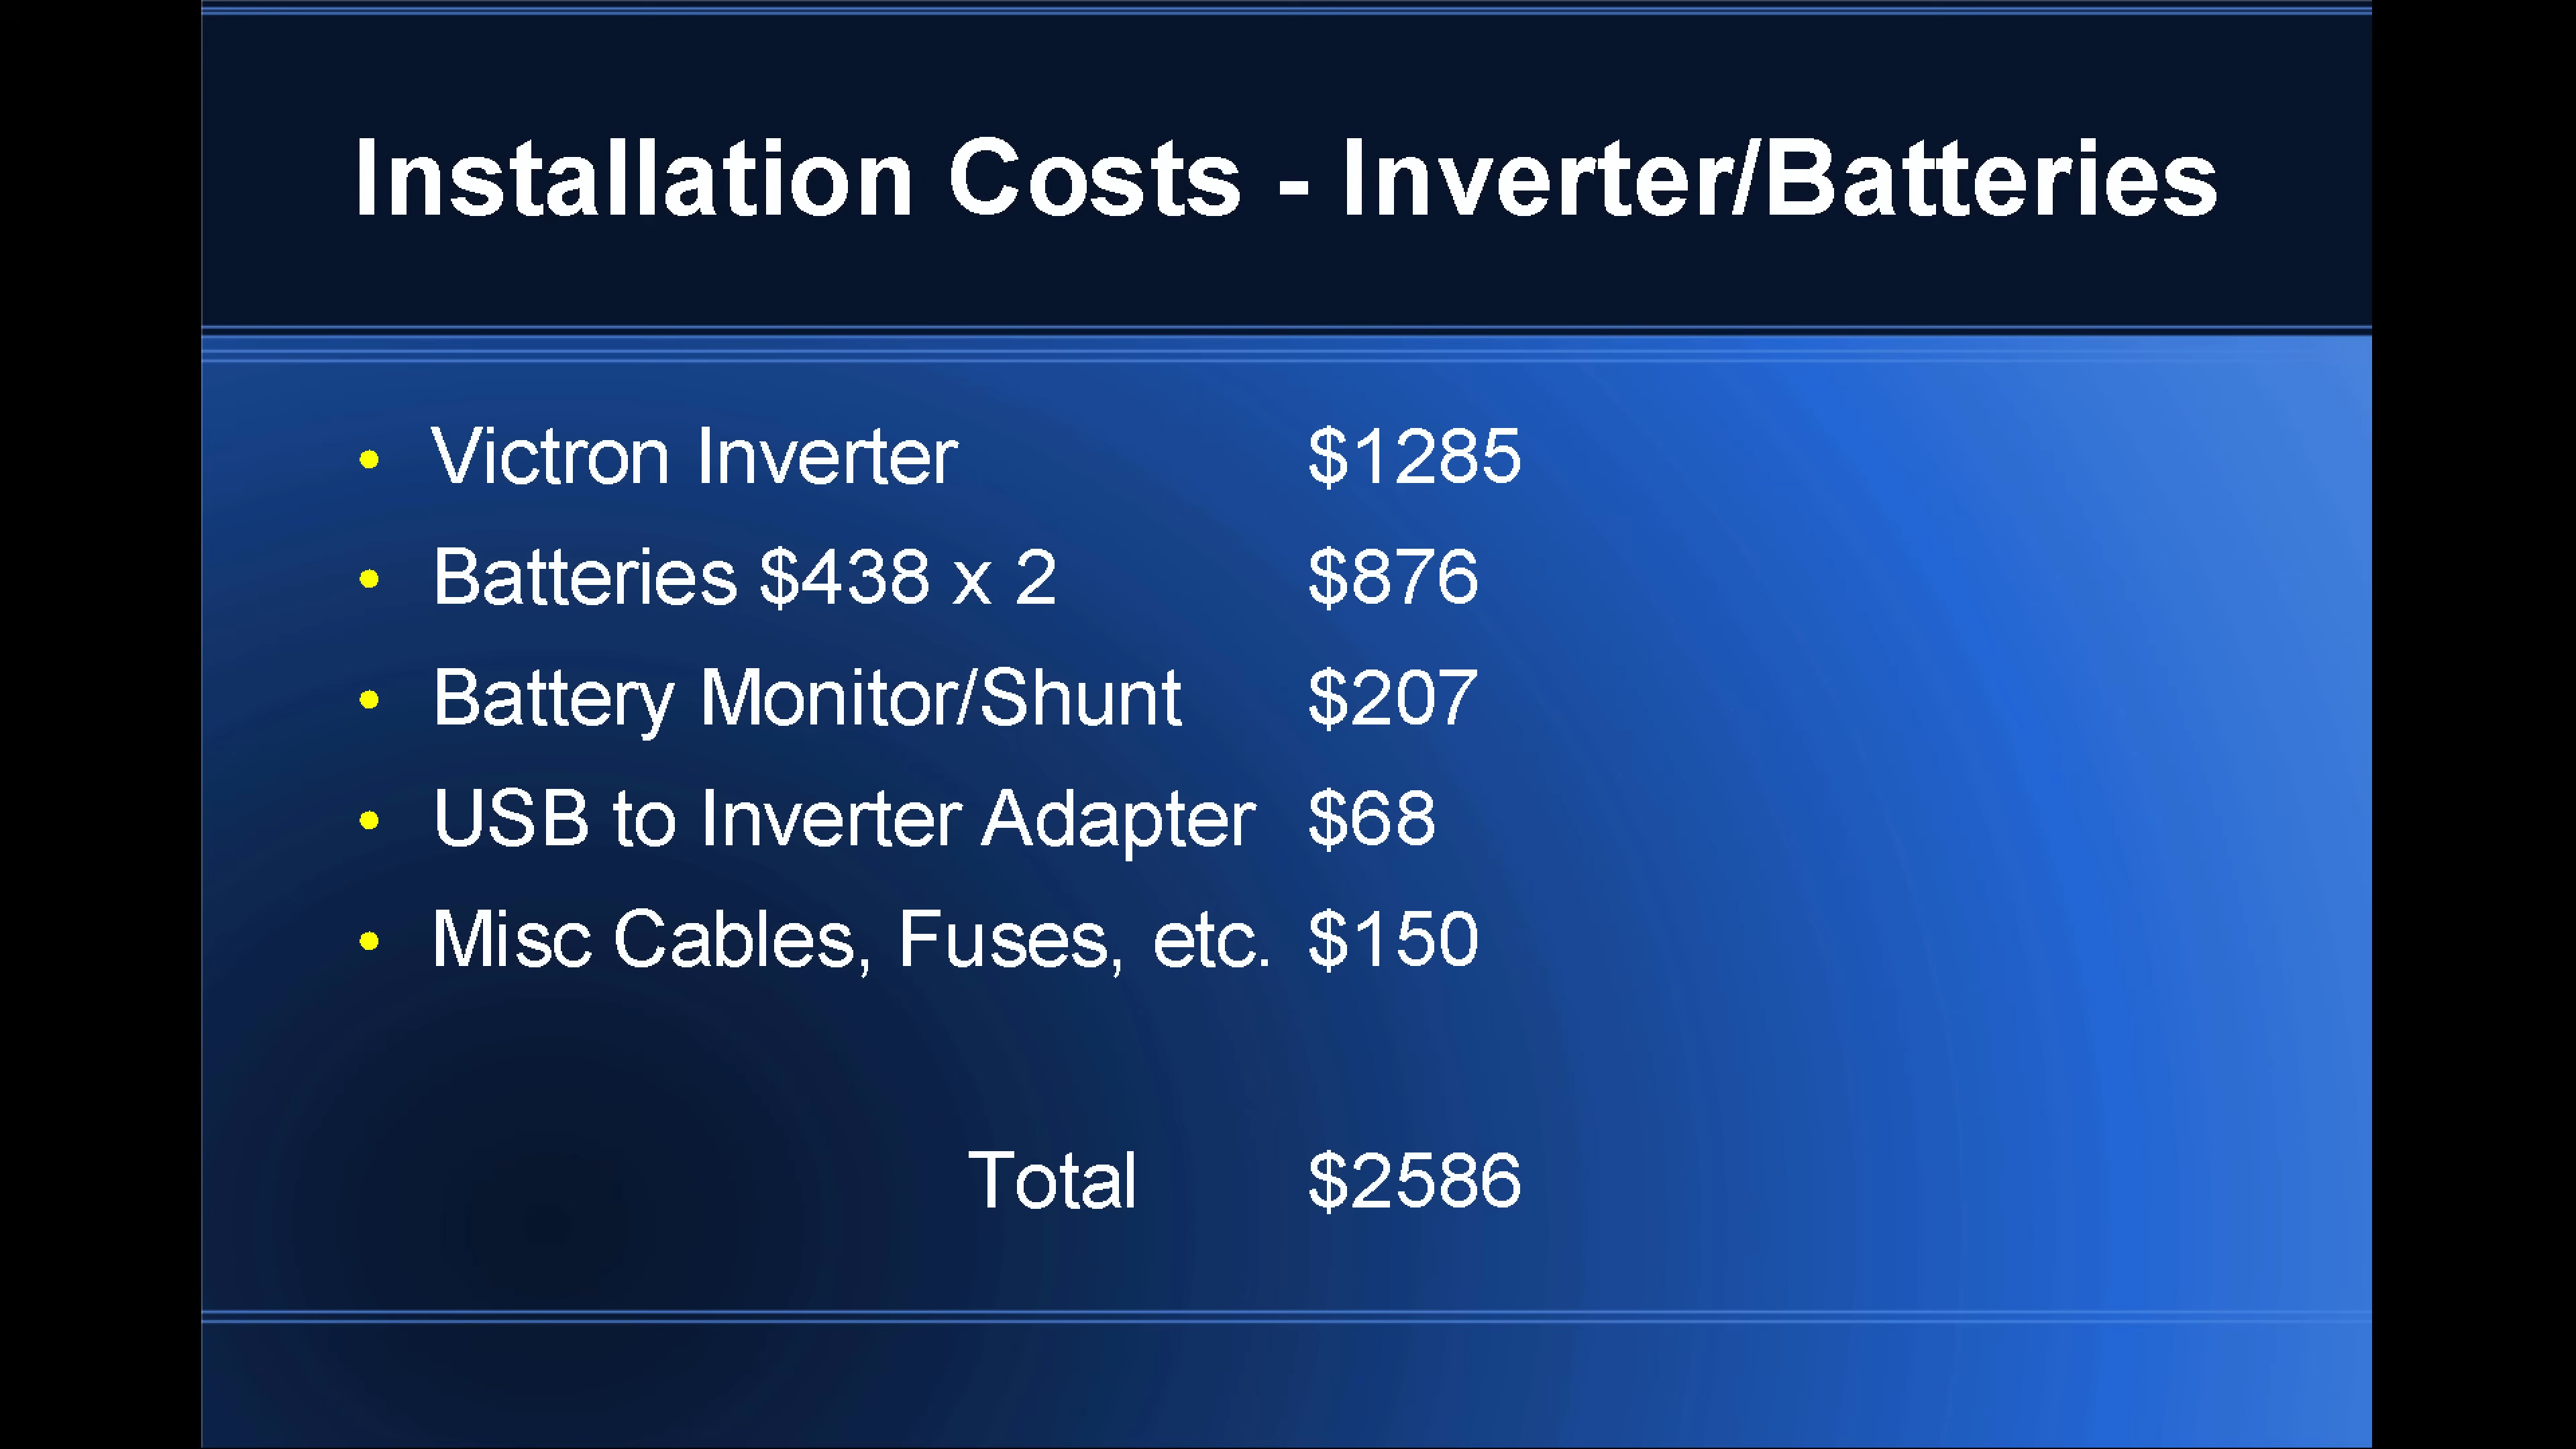 Installation Costs - Inverter/Batteries
• Victron Inverter $1285
• Batteries $438 x 2 $876
• Battery Monitor/Shunt $207
• USB to Inverter Adapter $68
• Misc Cables, Fuses, etc. $150
Total $2586